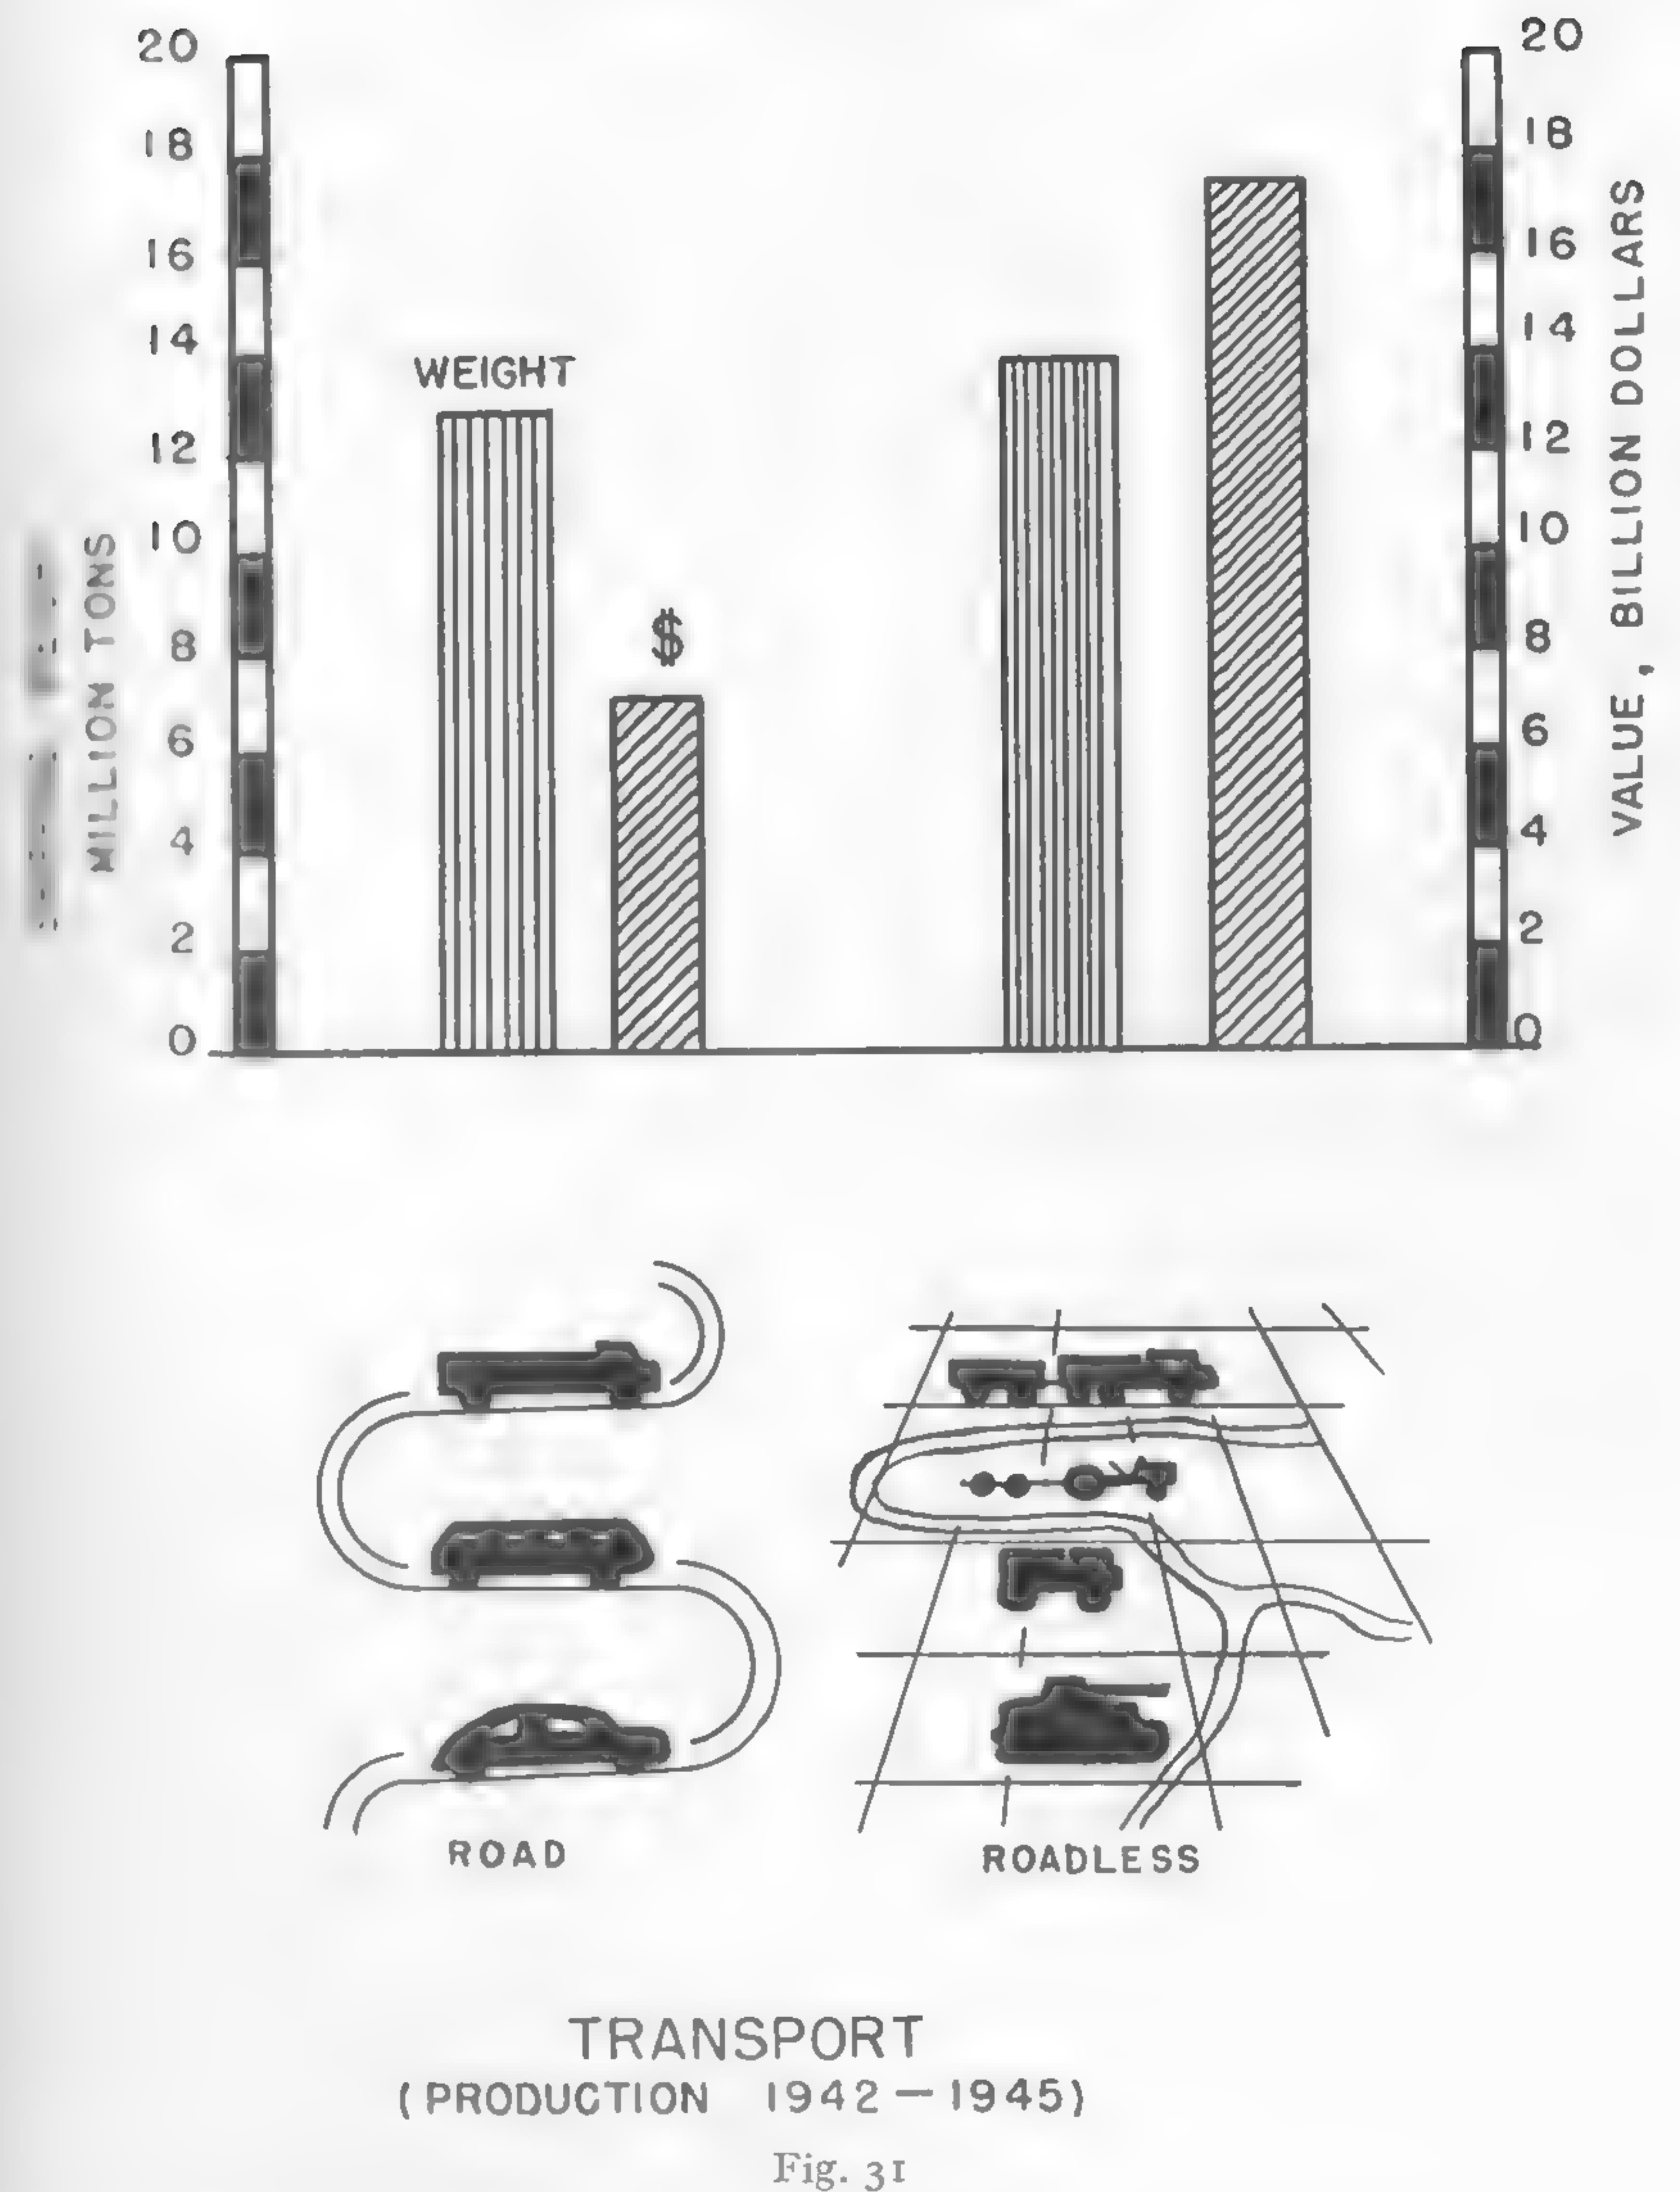 20
18
16
14
12
10
8
6
4
2
0
MILLION TONS
WEIGHT
$
20
18
16
14
12
10
8
6
4
2
0
VALUE, BILLION DOLLARS
ROAD
ROADLESS
TRANSPORT
(PRODUCTION 1942-1945)
Fig. 31